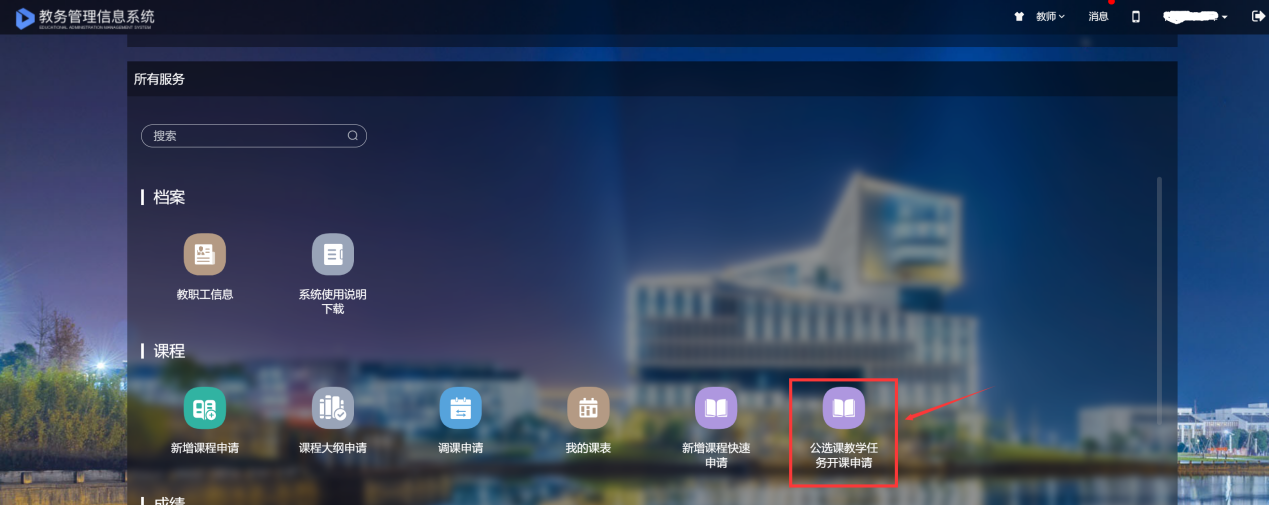 教务管理信息系统
EDUCATIONAL ADMINISTRATION MANAGEMENT SYSTEM
教师
消息
所有服务
搜索
档案
教职工信息
系统使用说明
下载
课程
新增课程申请
课程大纲申请
调课申请
我的课表
新增课程快速
申请
公选课教学任
务开课申请
成绩